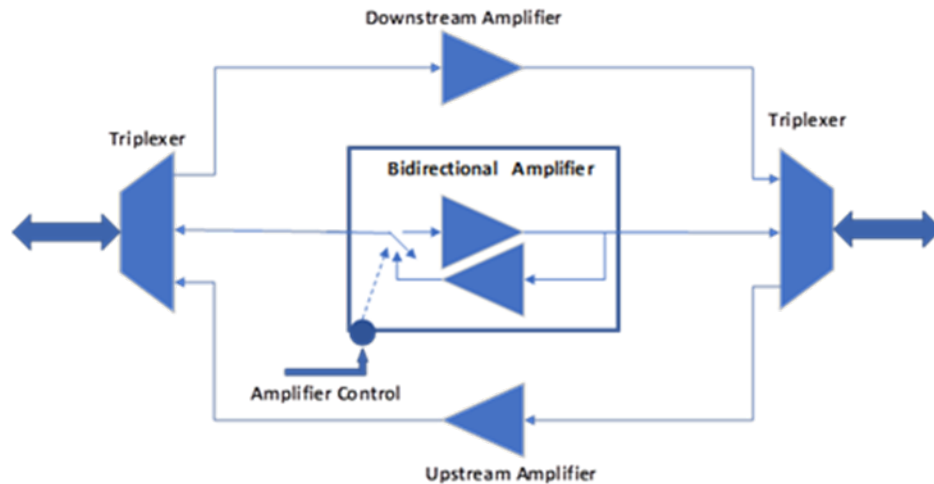 Downstream Amplifier
Triplexer
Triplexer
Bidirectional Amplifier
Amplifier Control
Upstream Amplifier